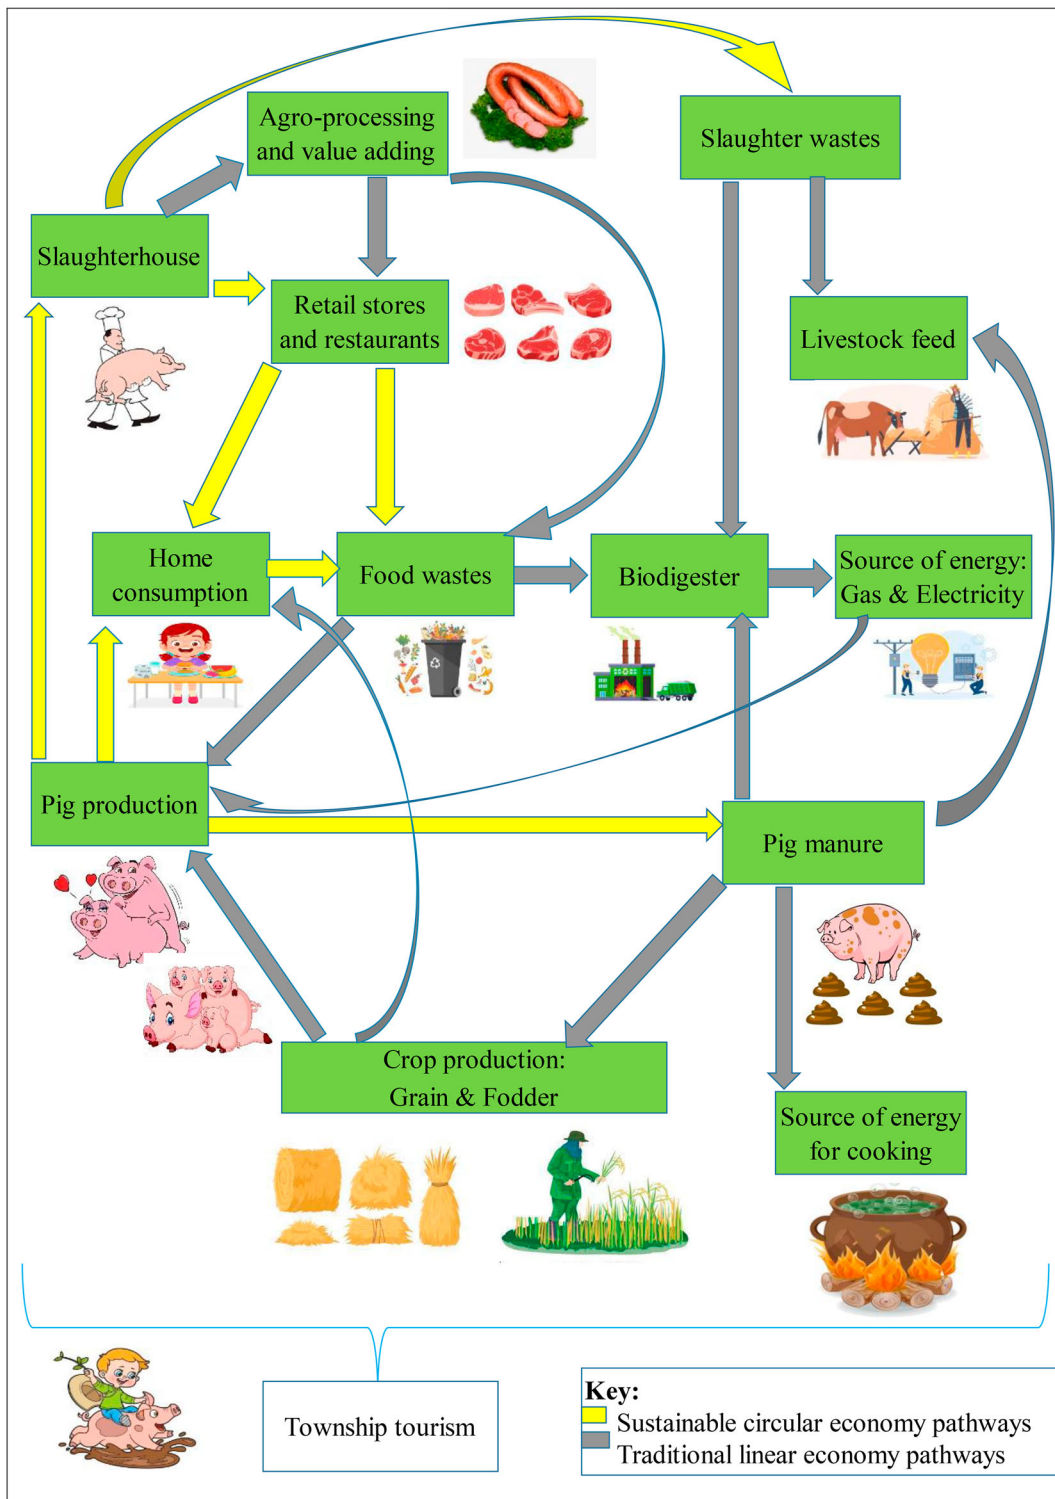 Agro-processing
and value adding
Slaughter wastes
Slaughterhouse
Retail stores
and restaurants
Livestock feed
Home
consumption
Food wastes
Biodigester
Source of energy:
Gas & Electricity
Pig production
Pig manure
Crop production:
Grain & Fodder
Source of energy
for cooking
Township tourism
Key:
Sustainable circular economy pathways
Traditional linear economy pathways